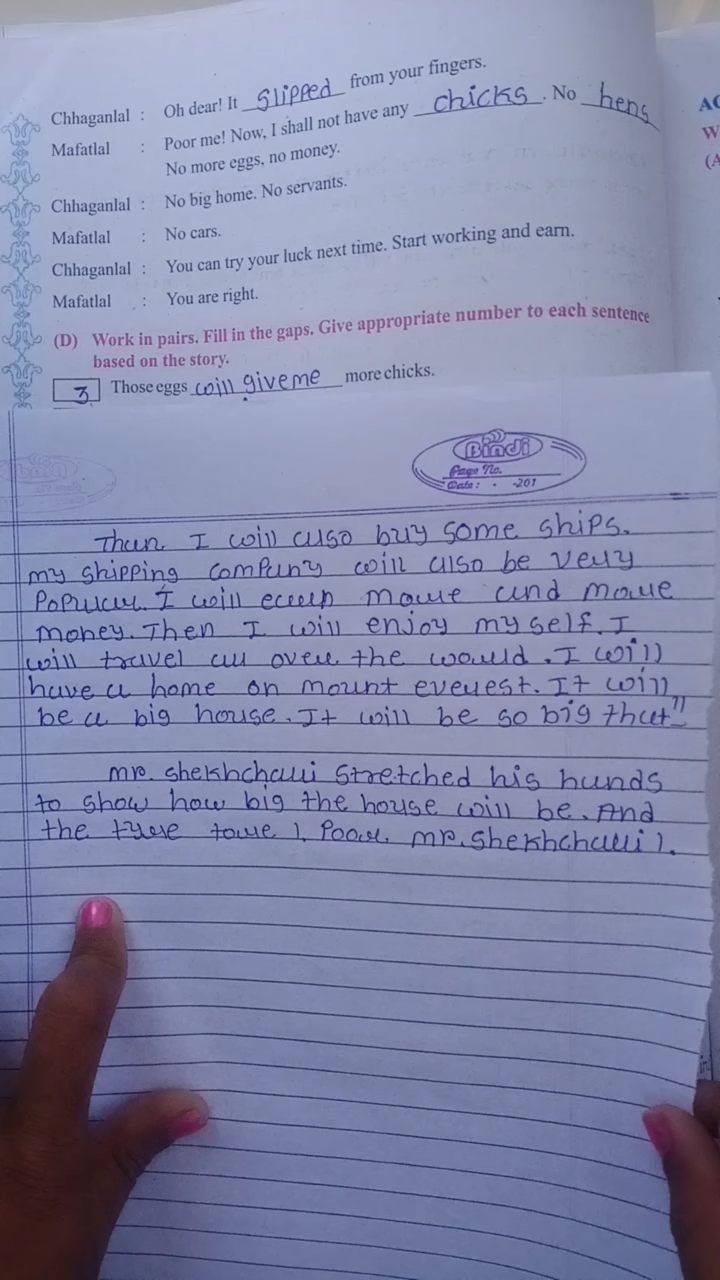 Chhaganlal : Oh dear! It slipped from your fingers.
Mafatlal : Poor me! Now, I shall not have any chicks. No hens
No more eggs, no money.
Chhaganlal : No big home. No servants.
Mafatlal : No cars.
Chhaganlal : You can try your luck next time. Start working and earn.
Mafatlal : You are right.
(D) Work in pairs. Fill in the gaps. Give appropriate number to each sentence
based on the story.
3 Those eggs will give me more chicks.
Bindi
Page No.
Date: - -201
Then I will also buy some ships.
my shipping company will also be very
Popular. I will earn more and more
money. Then I will enjoy my self. I
will travel all over the world. I will
have a home on mount everest. It will
be a big house. It will be so big that"
mr. shekhchalli stretched his hands
to show how big the house will be. And
the tyre tore !. Poor mr. shekhchalli !.
AC
W
(A